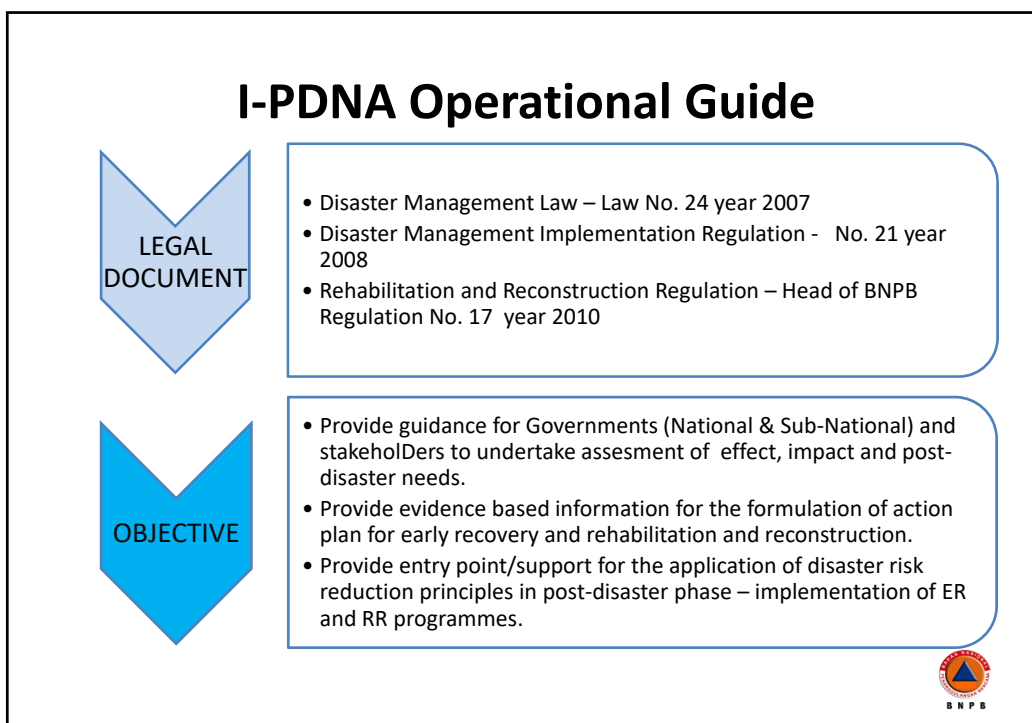 I-PDNA Operational Guide
LEGAL
DOCUMENT
• Disaster Management Law – Law No. 24 year 2007
• Disaster Management Implementation Regulation - No. 21 year
2008
• Rehabilitation and Reconstruction Regulation – Head of BNPB
Regulation No. 17 year 2010
OBJECTIVE
• Provide guidance for Governments (National & Sub-National) and
stakeholDers to undertake assesment of effect, impact and post-
disaster needs.
• Provide evidence based information for the formulation of action
plan for early recovery and rehabilitation and reconstruction.
• Provide entry point/support for the application of disaster risk
reduction principles in post-disaster phase – implementation of ER
and RR programmes.
BADAN NASIONAL
PENANGGULANGAN BENCANA
BNPB